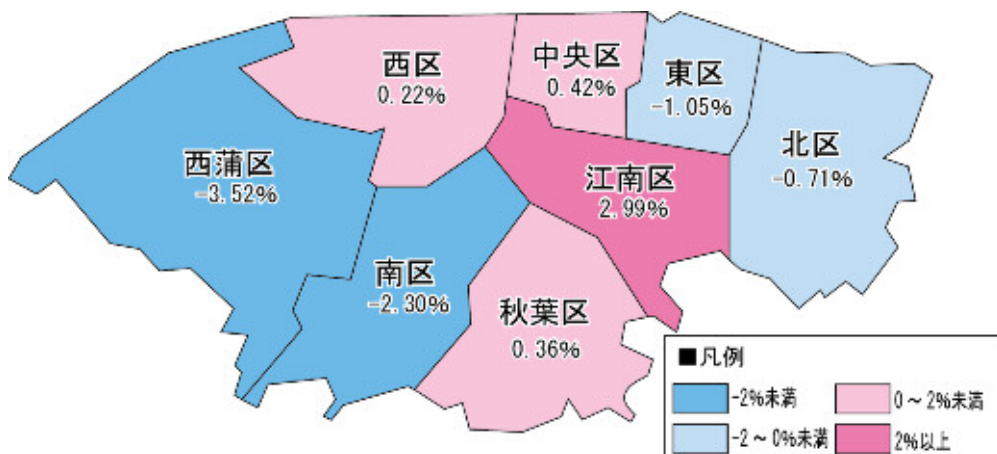 西区
0.22%
中央区
0.42%
東区
-1.05%
北区
-0.71%
西蒲区
-3.52%
江南区
2.99%
南区
-2.30%
秋葉区
0.36%
■凡例
-2%未満
0～2%未満
-2～0%未満
2%以上